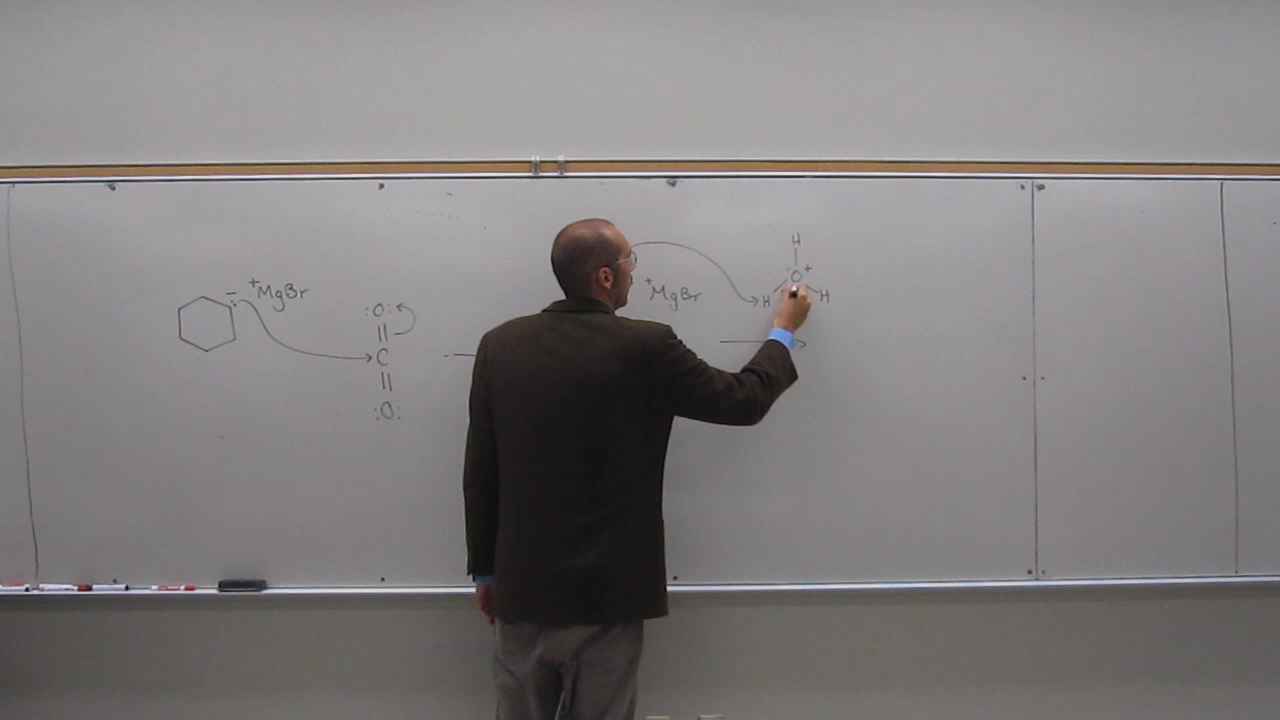 ⁻: ⁺MgBr
:O:
||
C
||
:O:
⁺MgBr
H
O⁺
H H